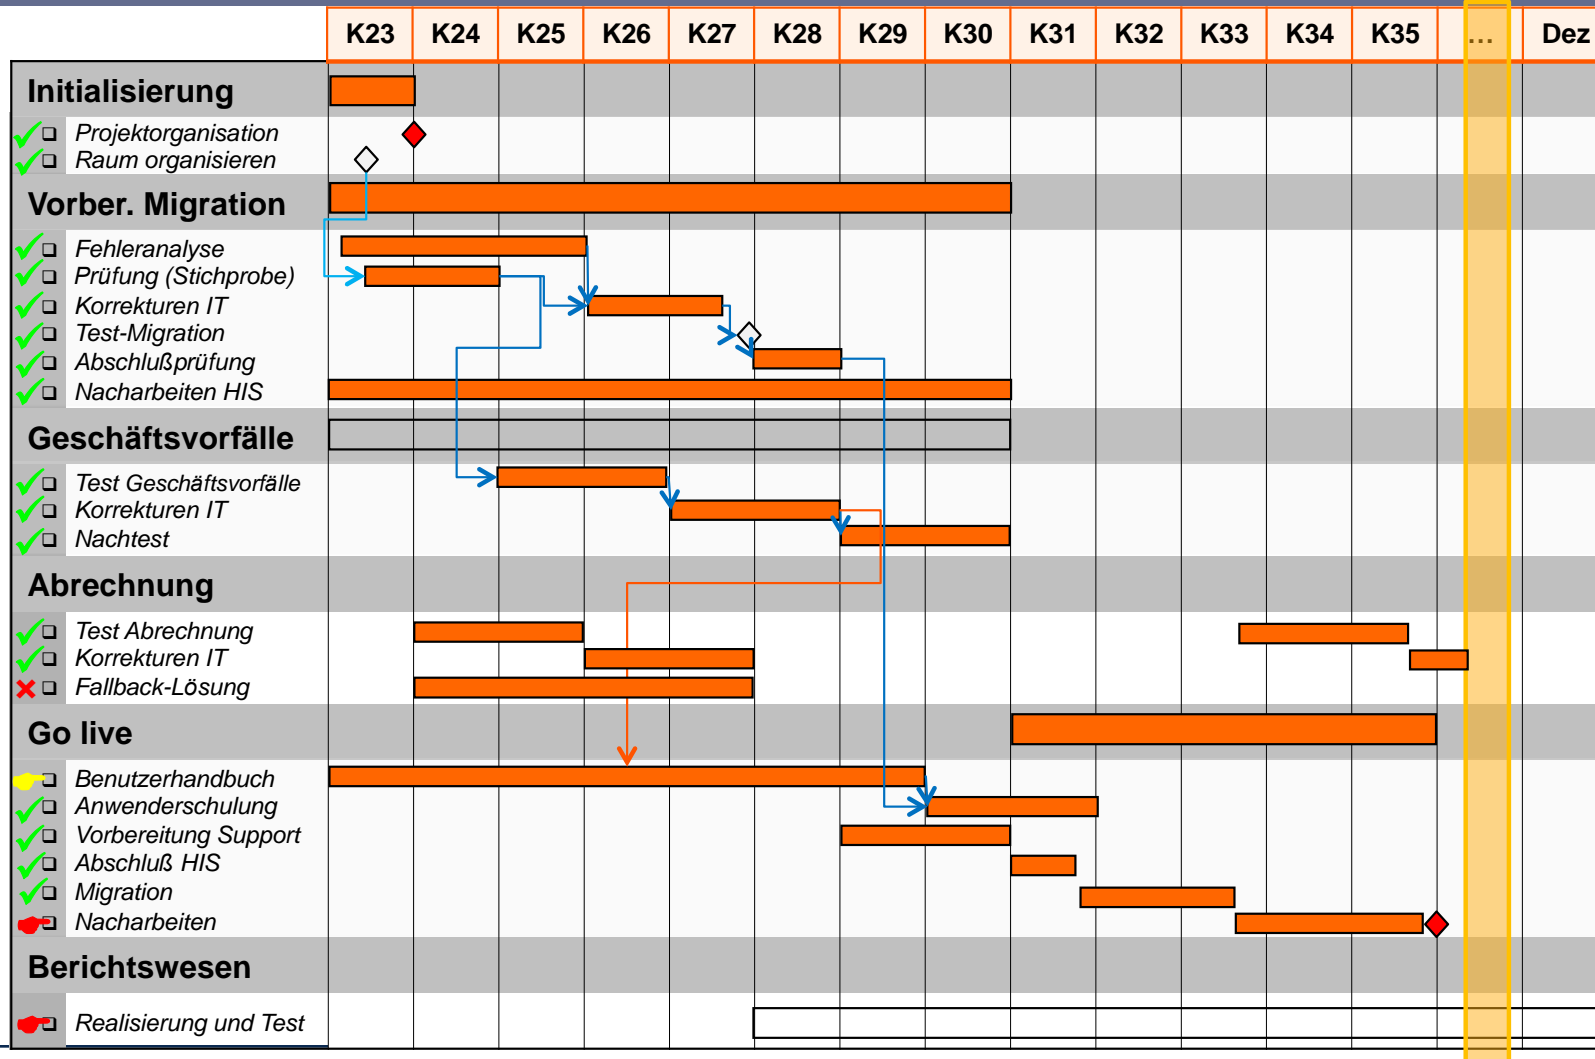 K23 K24 K25 K26 K27 K28 K29 K30 K31 K32 K33 K34 K35 ... Dez
Initialisierung
Projektorganisation
Raum organisieren
Vorber. Migration
Fehleranalyse
Prüfung (Stichprobe)
Korrekturen IT
Test-Migration
Abschlußprüfung
Nacharbeiten HIS
Geschäftsvorfälle
Test Geschäftsvorfälle
Korrekturen IT
Nachtest
Abrechnung
Test Abrechnung
Korrekturen IT
Fallback-Lösung
Go live
Benutzerhandbuch
Anwenderschulung
Vorbereitung Support
Abschluß HIS
Migration
Nacharbeiten
Berichtswesen
Realisierung und Test